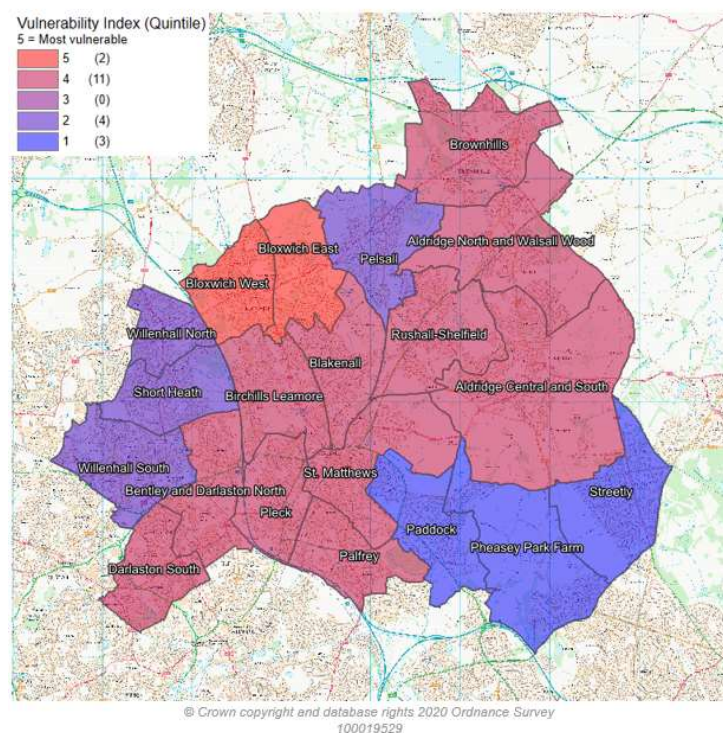 Vulnerability Index (Quintile)
5 = Most vulnerable
5 (2)
4 (11)
3 (0)
2 (4)
1 (3)
Brownhills
Aldridge North and Walsall Wood
Bloxwich East
Pelsall
Bloxwich West
Willenhall North
Rushall-Shelfield
Blakenall
Aldridge Central and South
Short Heath
Birchills Leamore
Willenhall South
St. Matthews
Bentley and Darlaston North
Streetly
Pleck
Paddock
Pheasey Park Farm
Palfrey
Darlaston South
© Crown copyright and database rights 2020 Ordnance Survey
100019529